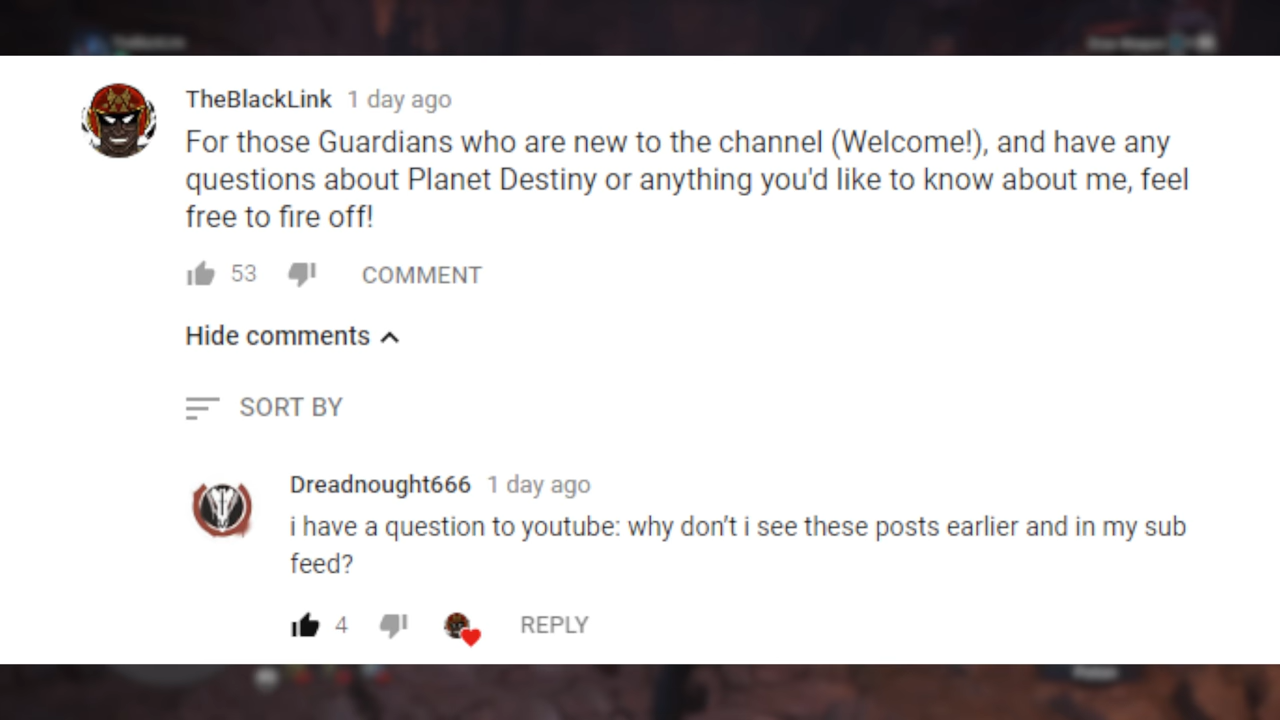 TheBlackLink 1 day ago
For those Guardians who are new to the channel (Welcome!), and have any
questions about Planet Destiny or anything you'd like to know about me, feel
free to fire off!
53 COMMENT
Hide comments
SORT BY
Dreadnought666 1 day ago
i have a question to youtube: why don’t i see these posts earlier and in my sub
feed?
4 REPLY